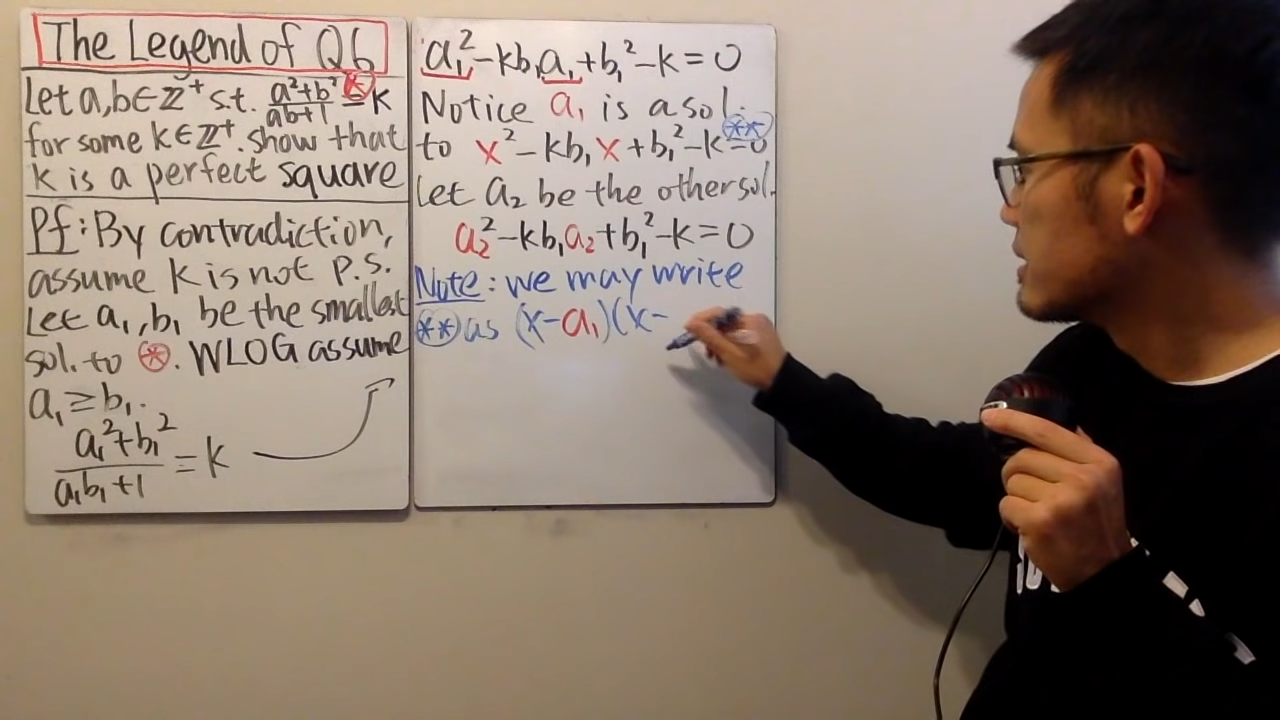 The Legend of Q6
Let a,b∈ℤ⁺ s.t. (a²+b²)/(ab+1) ⊛= k
for some k∈ℤ⁺. show that
k is a perfect square
Pf: By contradiction,
assume k is not P.S.
Let a₁,b₁ be the smallest
sol. to ⊛. WLOG assume
a₁≥b₁.
(a₁²+b₁²)/(a₁b₁+1) = k
a₁²-kb₁a₁+b₁²-k=0
Notice a₁ is a sol.
to x²-kb₁x+b₁²-k=0 (**)
Let a₂ be the other sol.
a₂²-kb₁a₂+b₁²-k=0
Note: we may write
(**) as (x-a₁)(x-